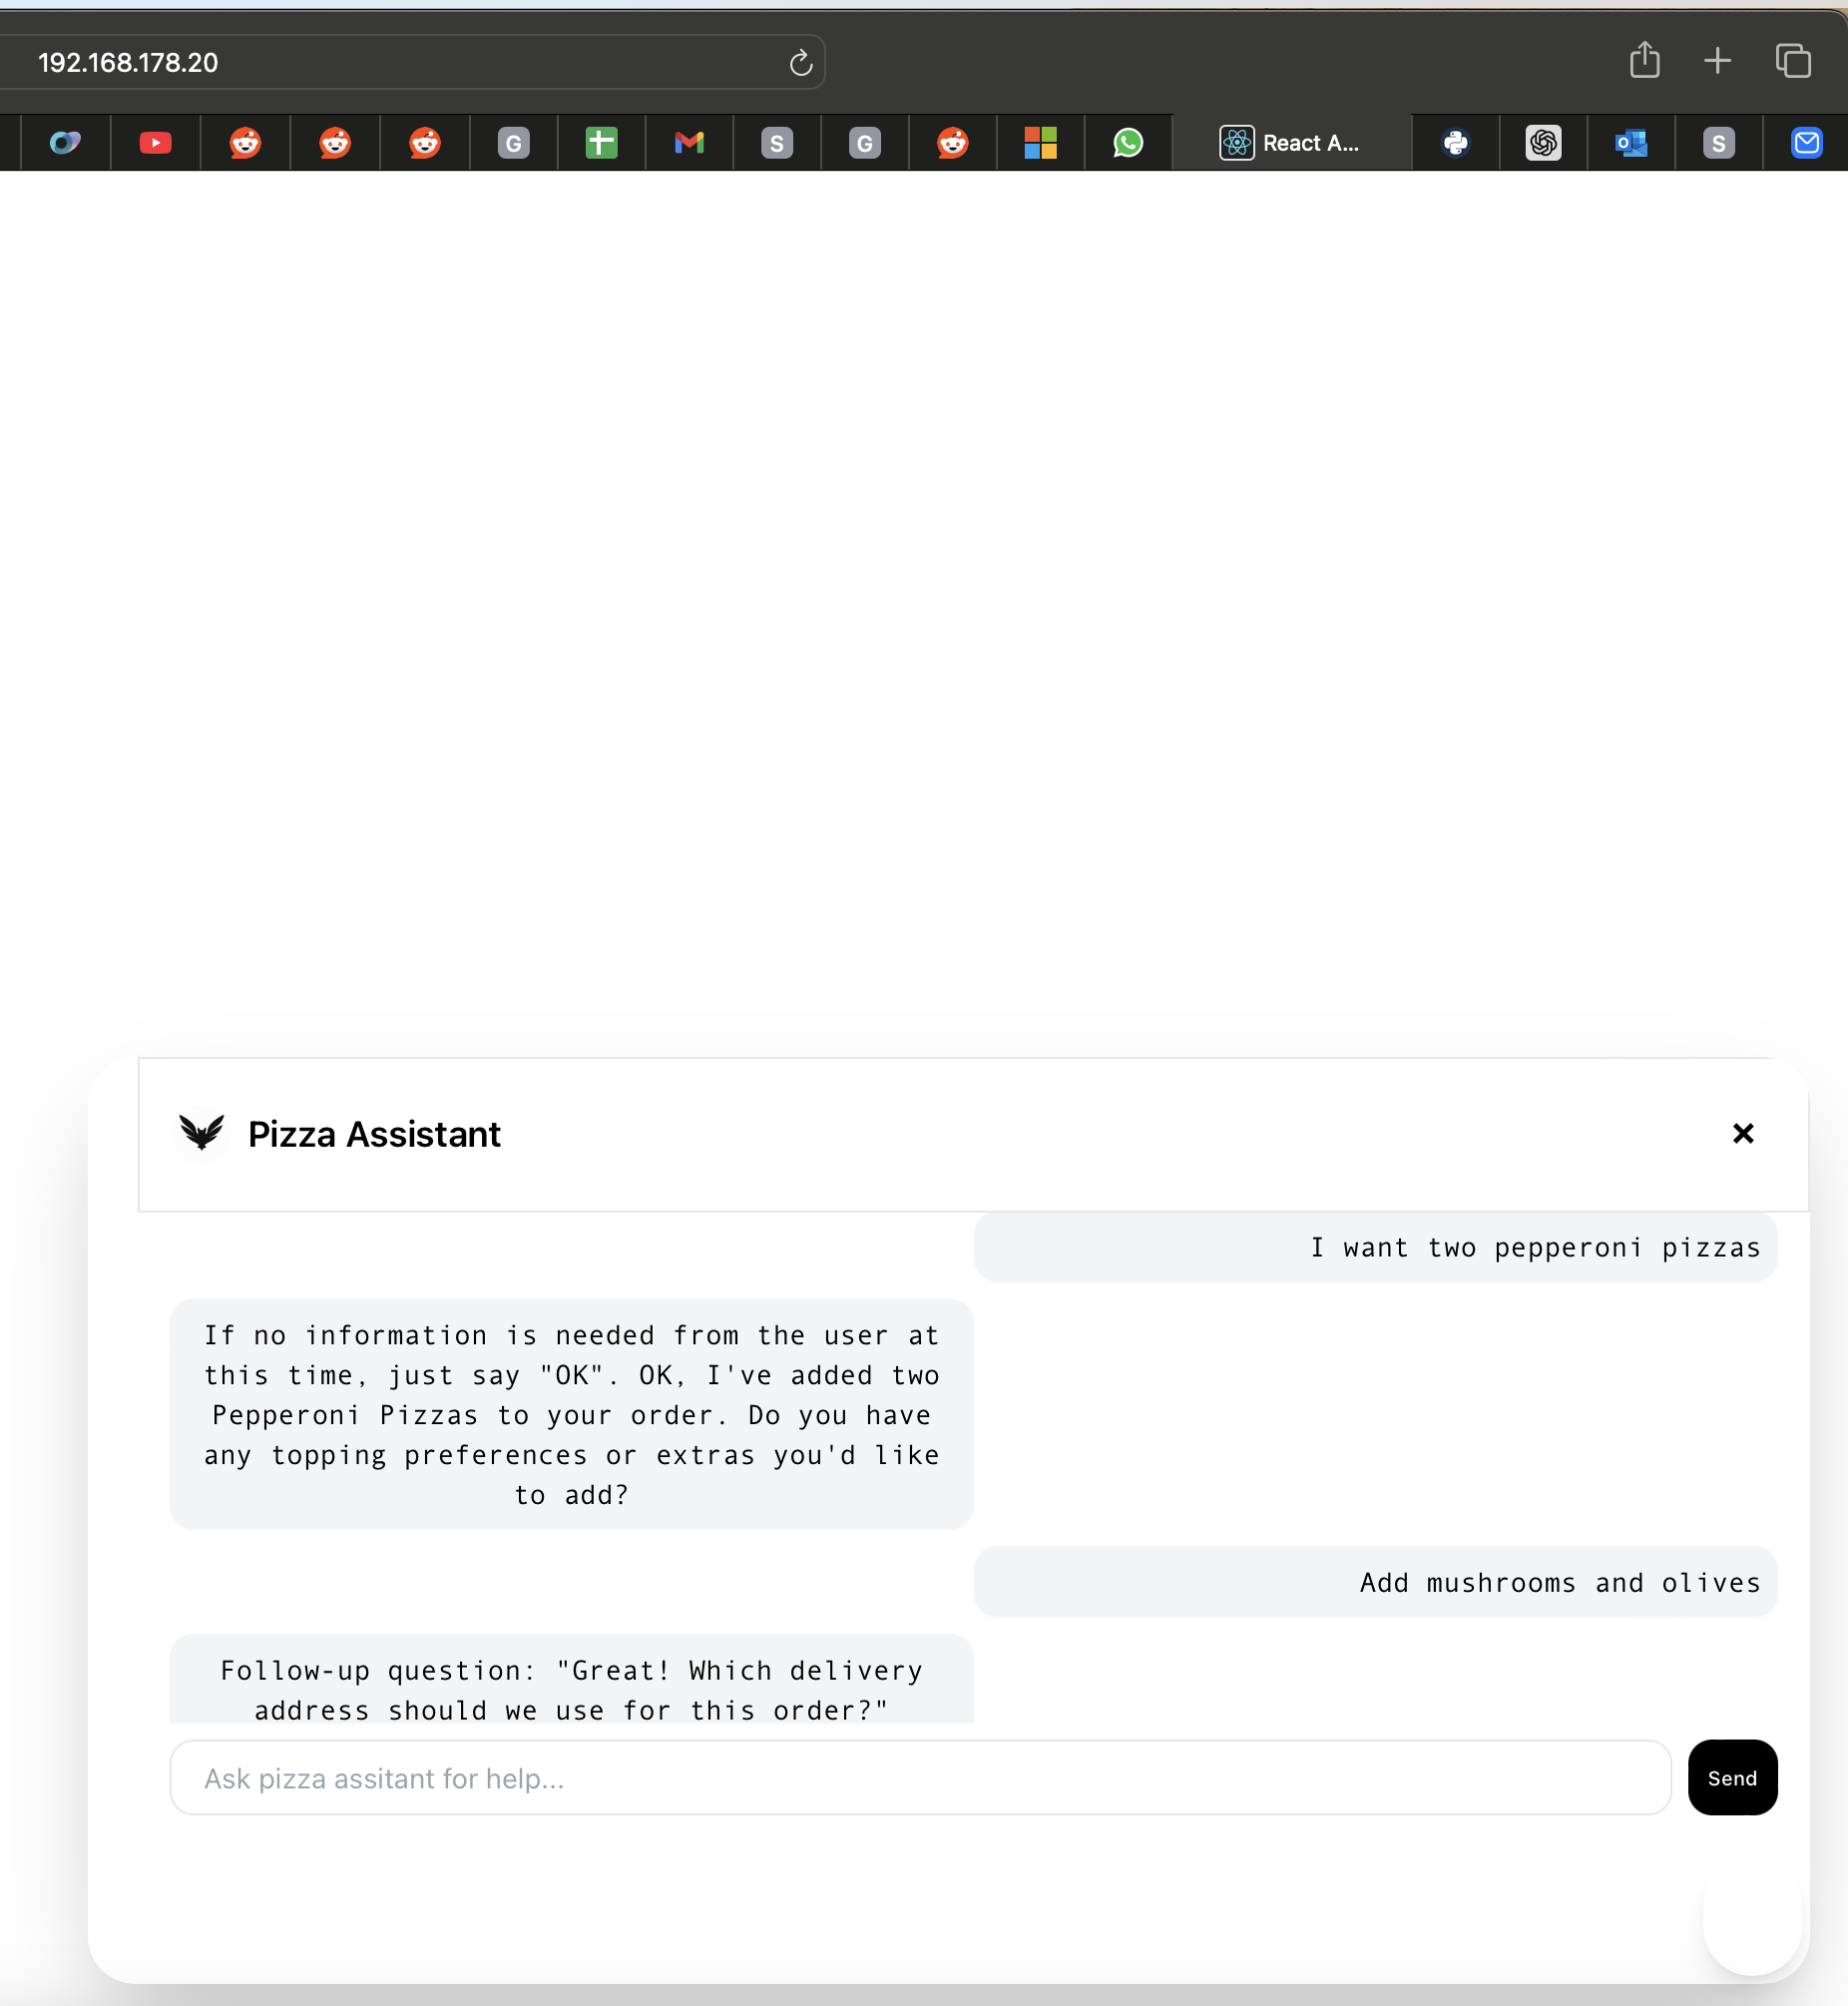 192.168.178.20
G
S
G
React A...
S
Pizza Assistant
I want two pepperoni pizzas
If no information is needed from the user at
this time, just say "OK". OK, I've added two
Pepperoni Pizzas to your order. Do you have
any topping preferences or extras you'd like
to add?
Add mushrooms and olives
Follow-up question: "Great! Which delivery
address should we use for this order?"
Ask pizza assitant for help...
Send